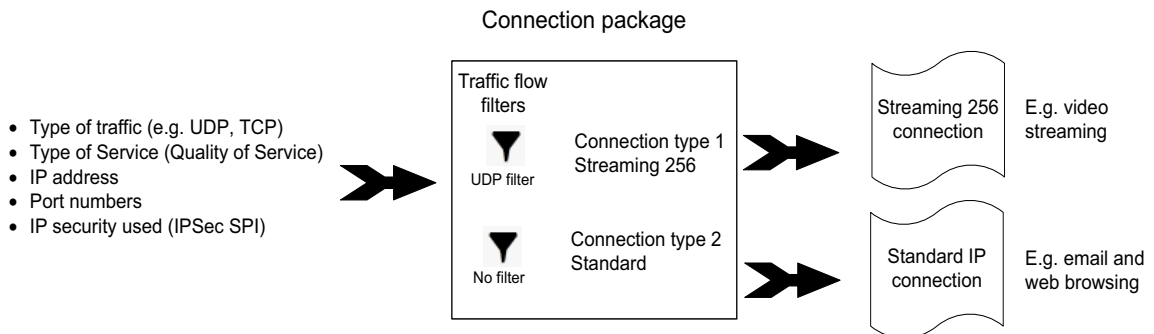 Connection package
• Type of traffic (e.g. UDP, TCP)
• Type of Service (Quality of Service)
• IP address
• Port numbers
• IP security used (IPSec SPI)
Traffic flow
filters
UDP filter
Connection type 1
Streaming 256
No filter
Connection type 2
Standard
Streaming 256
connection
E.g. video
streaming
Standard IP
connection
E.g. email and
web browsing